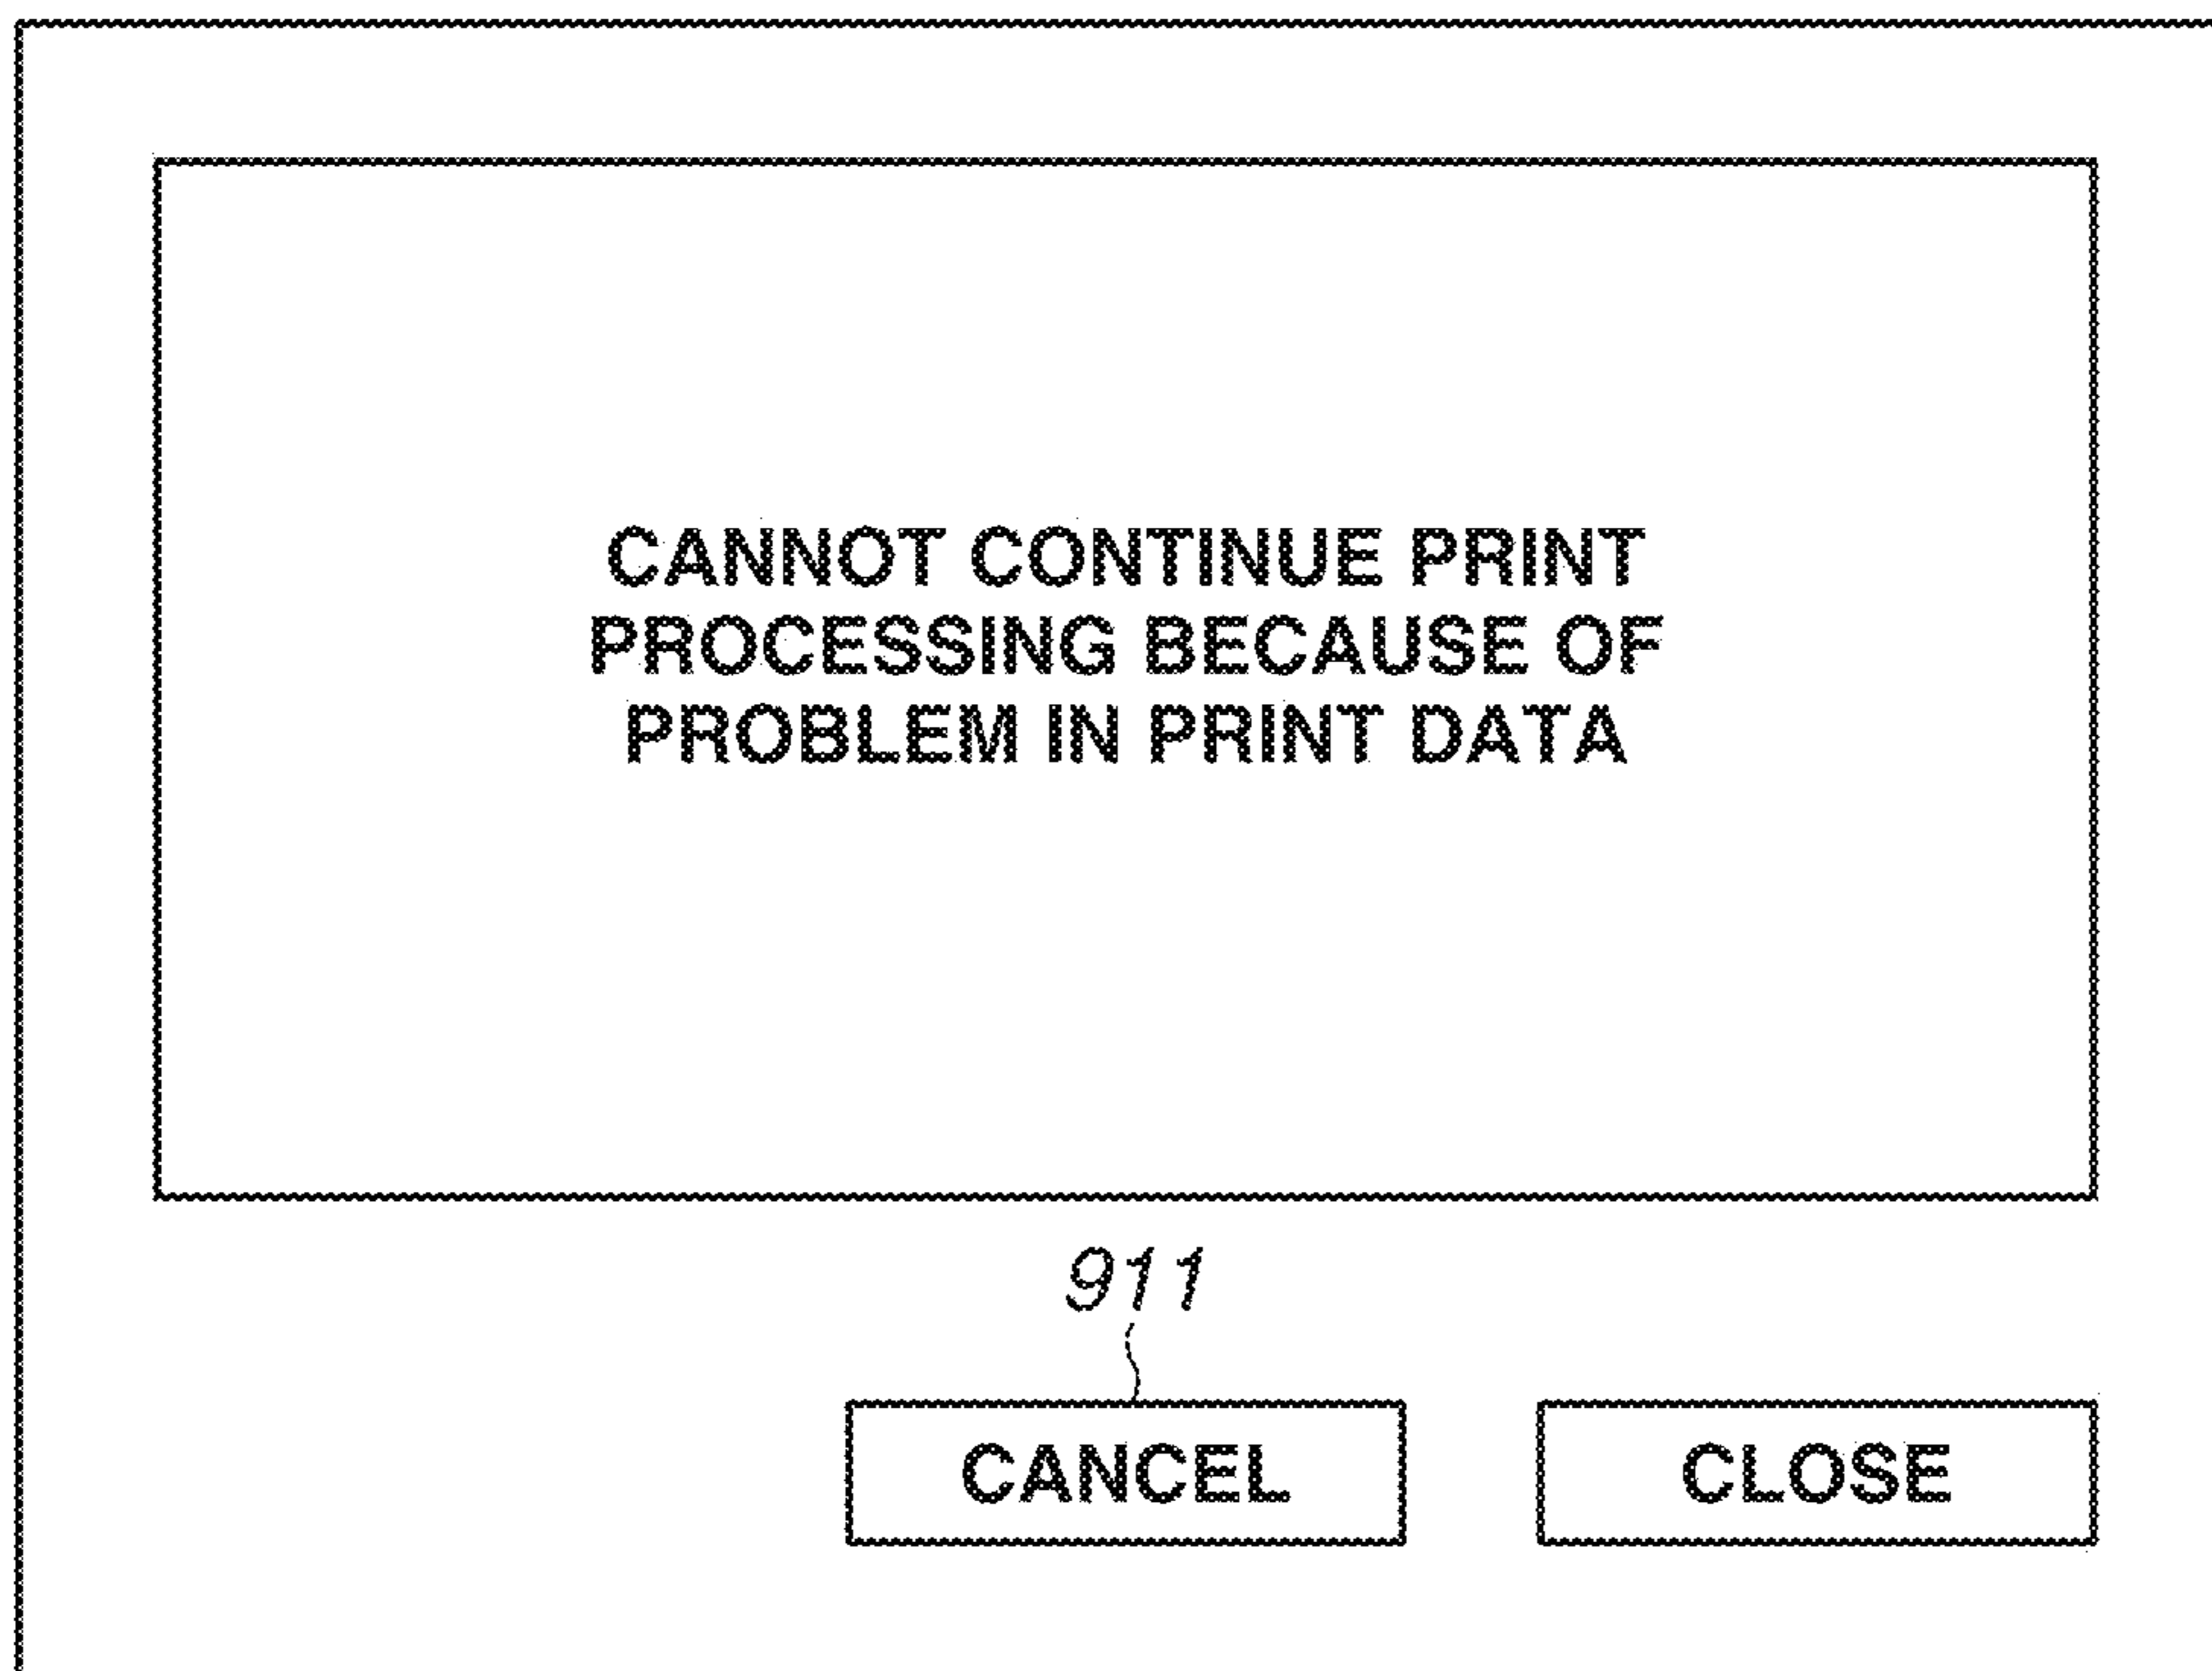 CANNOT CONTINUE PRINT
PROCESSING BECAUSE OF
PROBLEM IN PRINT DATA
911
CANCEL
CLOSE